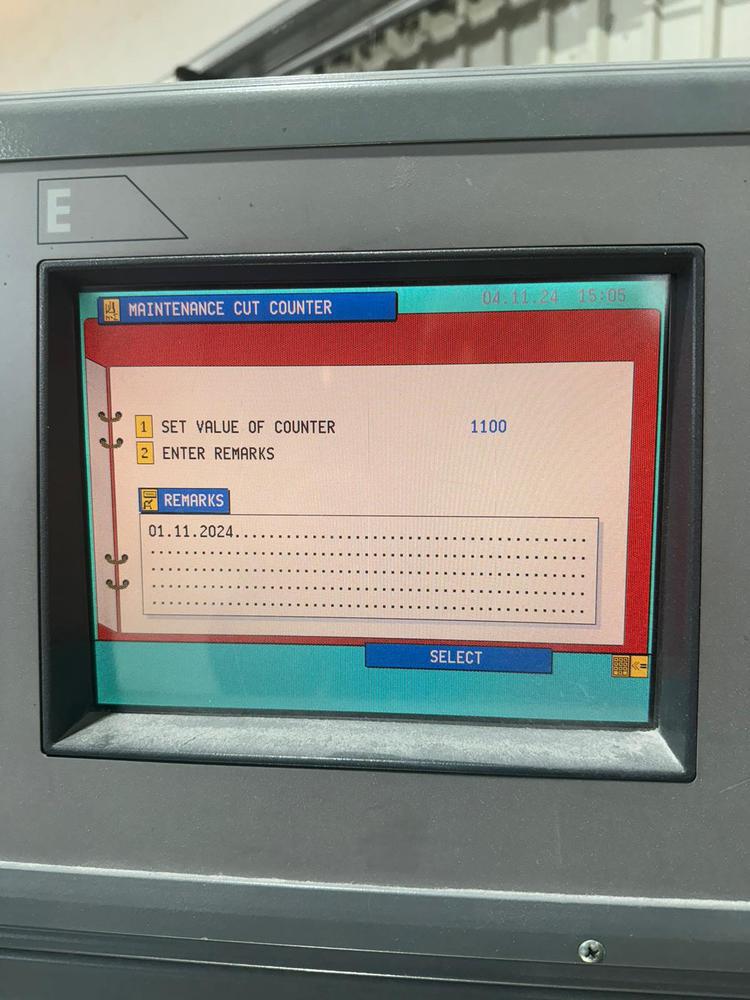 E
MAINTENANCE CUT COUNTER
04.11.24 15:05
1 SET VALUE OF COUNTER 1100
2 ENTER REMARKS
REMARKS
01.11.2024
SELECT